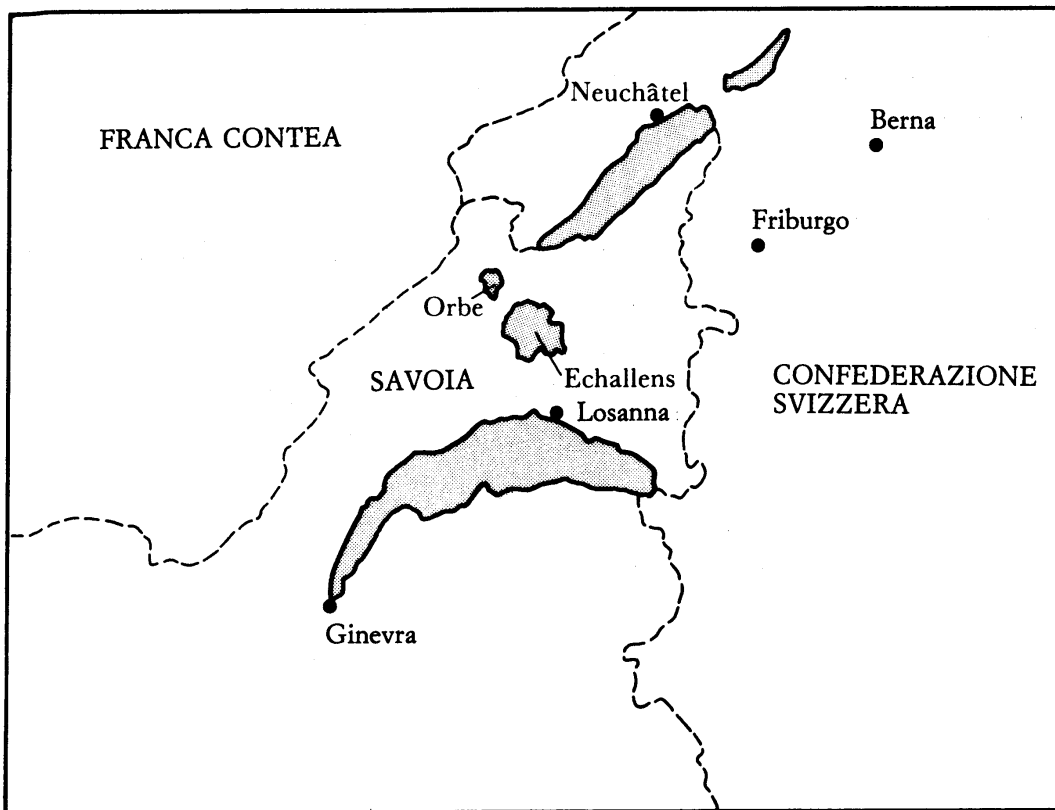 Neuchâtel
Berna
FRANCA CONTEA
Friburgo
Orbe
SAVOIA
Echallens
CONFEDERAZIONE
SVIZZERA
Losanna
Ginevra